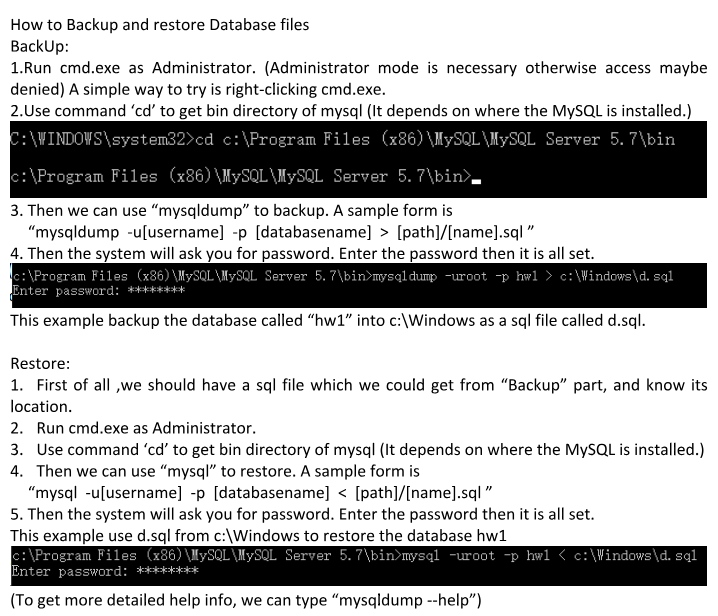 How to Backup and restore Database files
BackUp:
1.Run cmd.exe as Administrator. (Administrator mode is necessary otherwise access maybe
denied) A simple way to try is right-clicking cmd.exe.
2.Use command ‘cd’ to get bin directory of mysql (It depends on where the MySQL is installed.)
C:\WINDOWS\system32>cd c:\Program Files (x86)\MySQL\MySQL Server 5.7\bin
c:\Program Files (x86)\MySQL\MySQL Server 5.7\bin>_
3. Then we can use “mysqldump” to backup. A sample form is
“mysqldump -u[username] -p [databasename] > [path]/[name].sql ”
4. Then the system will ask you for password. Enter the password then it is all set.
c:\Program Files (x86)\MySQL\MySQL Server 5.7\bin>mysqldump -uroot -p hw1 > c:\Windows\d.sql
Enter password: ********
This example backup the database called “hw1” into c:\Windows as a sql file called d.sql.
Restore:
1. First of all ,we should have a sql file which we could get from “Backup” part, and know its
location.
2. Run cmd.exe as Administrator.
3. Use command ‘cd’ to get bin directory of mysql (It depends on where the MySQL is installed.)
4. Then we can use “mysql” to restore. A sample form is
“mysql -u[username] -p [databasename] < [path]/[name].sql ”
5. Then the system will ask you for password. Enter the password then it is all set.
This example use d.sql from c:\Windows to restore the database hw1
c:\Program Files (x86)\MySQL\MySQL Server 5.7\bin>mysql -uroot -p hw1 < c:\Windows\d.sql
Enter password: ********
(To get more detailed help info, we can type “mysqldump --help”)